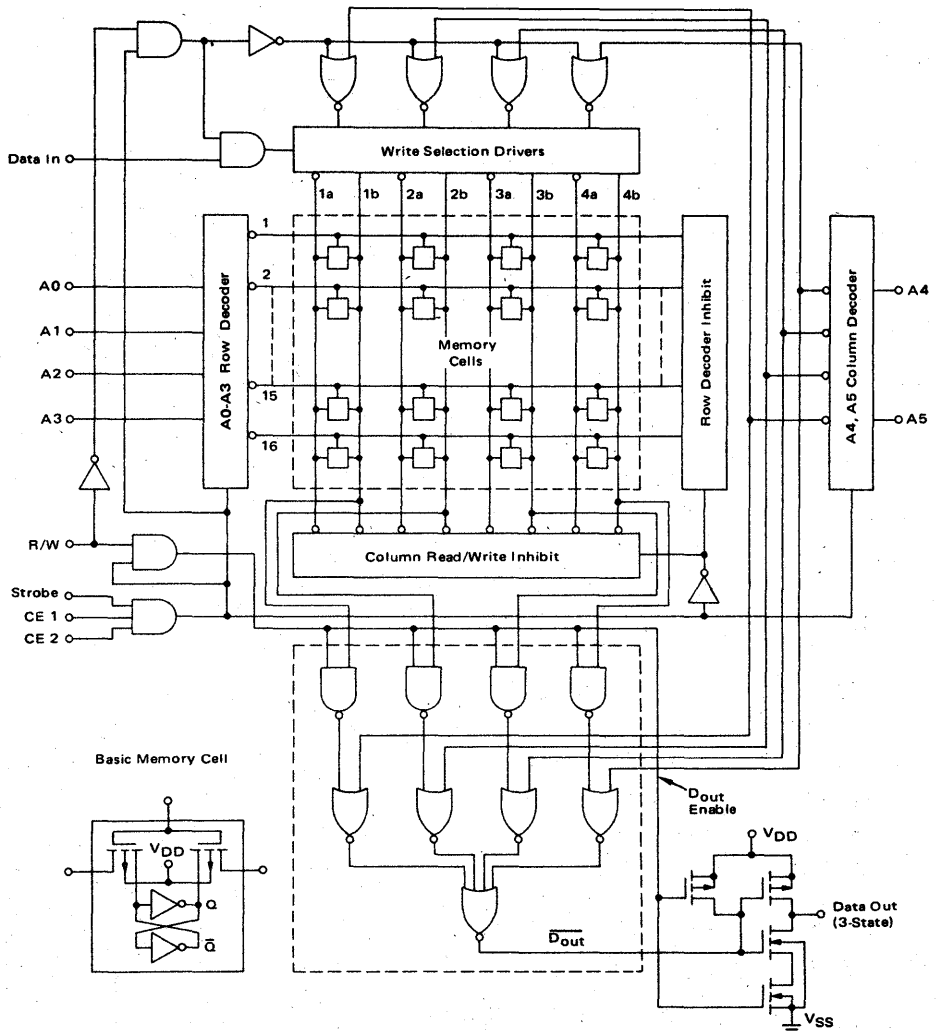 Data In
Write Selection Drivers
1a
1b
2a
2b
3a
3b
4a
4b
1
2
15
16
A0
A1
A2
A3
A0-A3 Row Decoder
Memory
Cells
Row Decoder Inhibit
A4, A5 Column Decoder
A4
A5
R/W
Column Read/Write Inhibit
Strobe
CE 1
CE 2
Basic Memory Cell
VDD
Q
Q̅
Dout
Enable
VDD
Data Out
(3-State)
D̅o̅u̅t̅
VSS